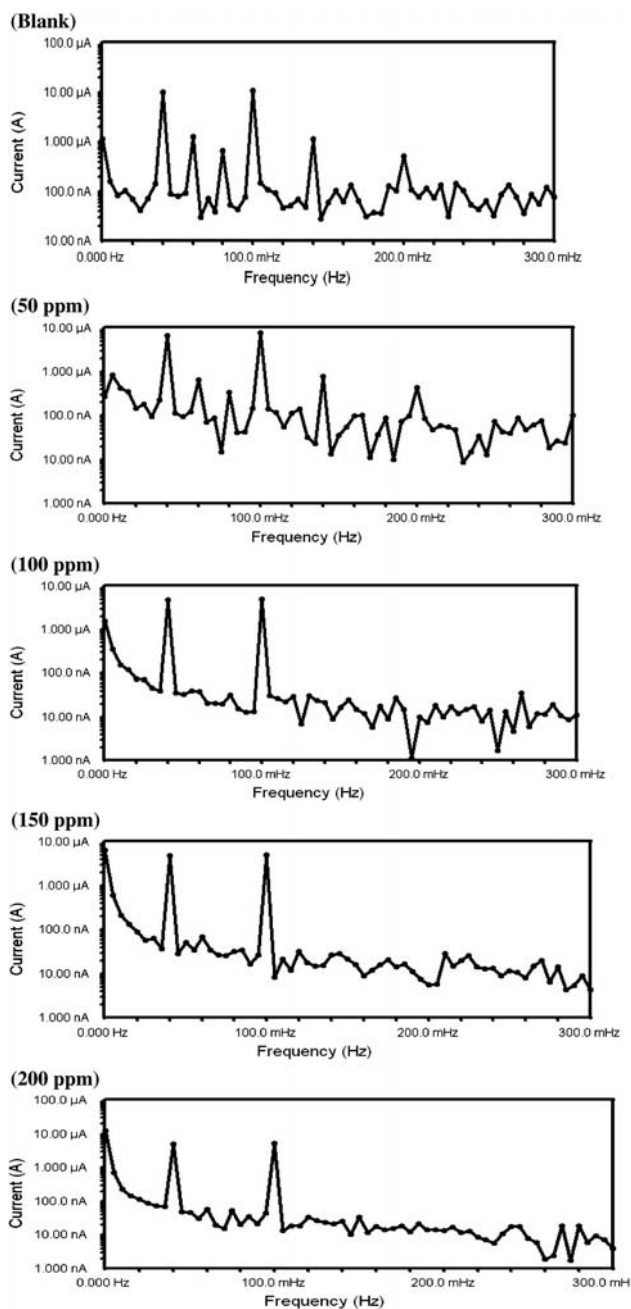 (Blank)
100.0 µA
10.00 µA
1.000 µA
100.0 nA
10.00 nA
Current (A)
0.000 Hz 100.0 mHz 200.0 mHz 300.0 mHz
Frequency (Hz)
(50 ppm)
10.00 µA
1.000 µA
100.0 nA
10.00 nA
1.000 nA
Current (A)
0.000 Hz 100.0 mHz 200.0 mHz 300.0 mHz
Frequency (Hz)
(100 ppm)
10.00 µA
1.000 µA
100.0 nA
10.00 nA
1.000 nA
Current (A)
0.000 Hz 100.0 mHz 200.0 mHz 300.0 mHz
Frequency (Hz)
(150 ppm)
10.00 µA
1.000 µA
100.0 nA
10.00 nA
1.000 nA
Current (A)
0.000 Hz 100.0 mHz 200.0 mHz 300.0 mHz
Frequency (Hz)
(200 ppm)
100.0 µA
10.00 µA
1.000 µA
100.0 nA
10.00 nA
1.000 nA
Current (A)
0.000 Hz 100.0 mHz 200.0 mHz 300.0 mH
Frequency (Hz)